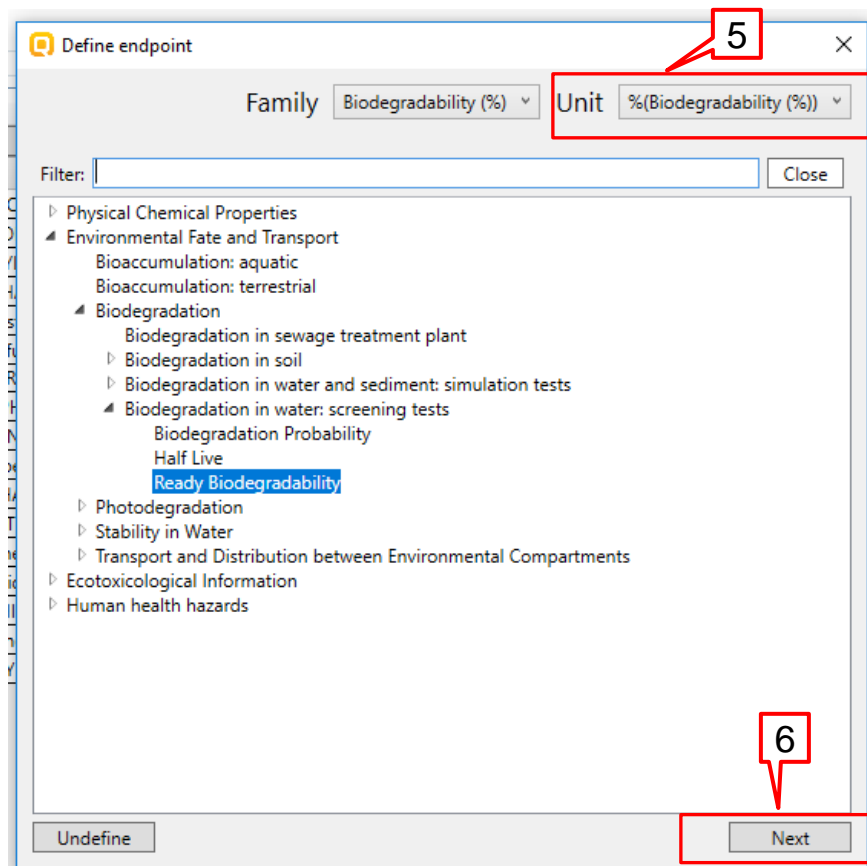 5
Define endpoint
Family Biodegradability (%) Unit %(Biodegradability (%))
Filter: Close
Physical Chemical Properties
Environmental Fate and Transport
Bioaccumulation: aquatic
Bioaccumulation: terrestrial
Biodegradation
Biodegradation in sewage treatment plant
Biodegradation in soil
Biodegradation in water and sediment: simulation tests
Biodegradation in water: screening tests
Biodegradation Probability
Half Live
Ready Biodegradability
Photodegradation
Stability in Water
Transport and Distribution between Environmental Compartments
Ecotoxicological Information
Human health hazards
6
Undefine Next